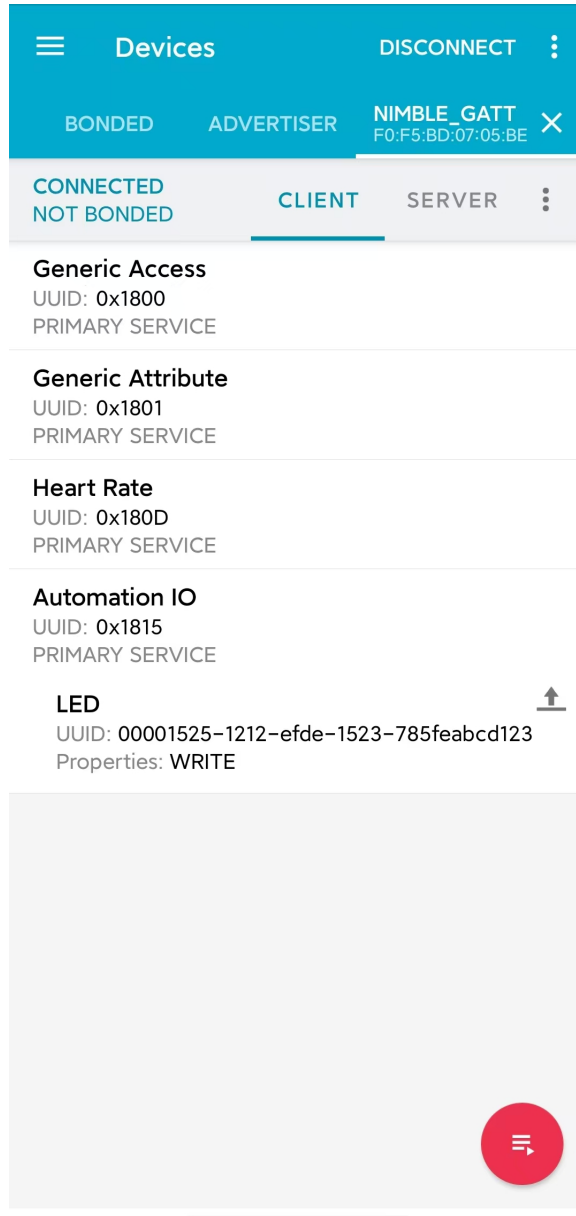 Devices
DISCONNECT
BONDED
ADVERTISER
NIMBLE_GATT
F0:F5:BD:07:05:BE
CONNECTED
NOT BONDED
CLIENT
SERVER
Generic Access
UUID: 0x1800
PRIMARY SERVICE
Generic Attribute
UUID: 0x1801
PRIMARY SERVICE
Heart Rate
UUID: 0x180D
PRIMARY SERVICE
Automation IO
UUID: 0x1815
PRIMARY SERVICE
LED
UUID: 00001525-1212-efde-1523-785feabcd123
Properties: WRITE